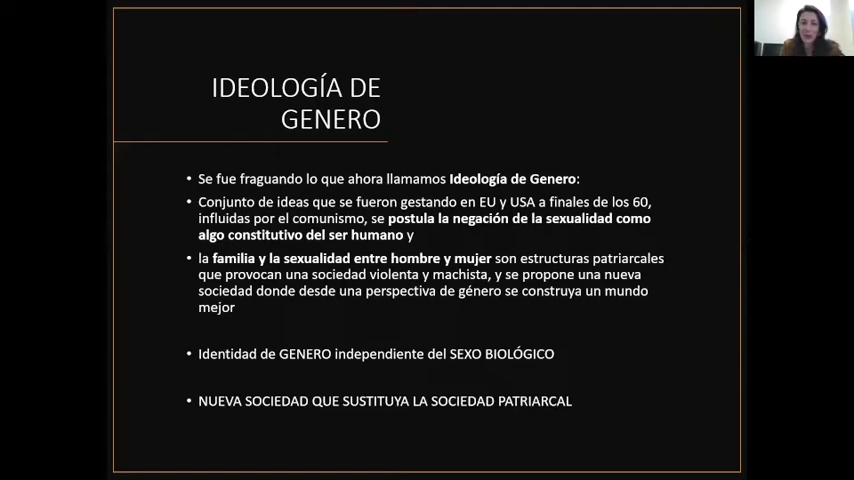 IDEOLOGÍA DE
GENERO
• Se fue fraguando lo que ahora llamamos Ideología de Genero:
• Conjunto de ideas que se fueron gestando en EU y USA a finales de los 60,
influidas por el comunismo, se postula la negación de la sexualidad como
algo constitutivo del ser humano y
• la familia y la sexualidad entre hombre y mujer son estructuras patriarcales
que provocan una sociedad violenta y machista, y se propone una nueva
sociedad donde desde una perspectiva de género se construya un mundo
mejor
• Identidad de GENERO independiente del SEXO BIOLÓGICO
• NUEVA SOCIEDAD QUE SUSTITUYA LA SOCIEDAD PATRIARCAL